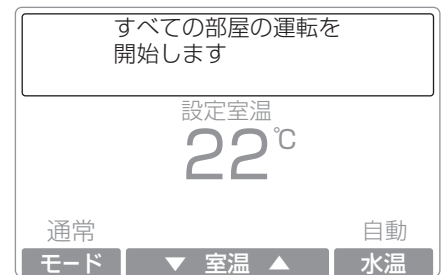 すべての部屋の運転を
開始します
設定室温
22℃
通常 自動
モード ▼ 室温 ▲ 水温